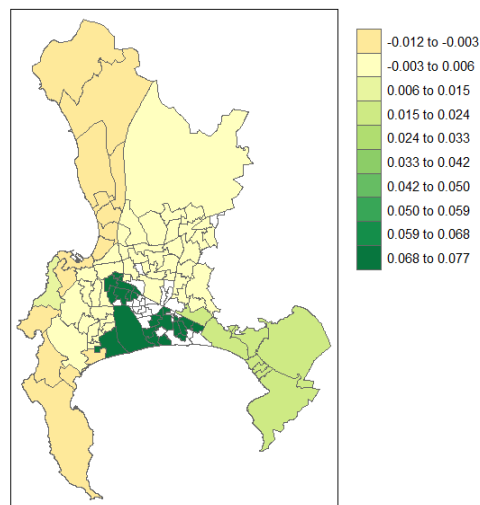 -0.012 to -0.003
-0.003 to 0.006
0.006 to 0.015
0.015 to 0.024
0.024 to 0.033
0.033 to 0.042
0.042 to 0.050
0.050 to 0.059
0.059 to 0.068
0.068 to 0.077